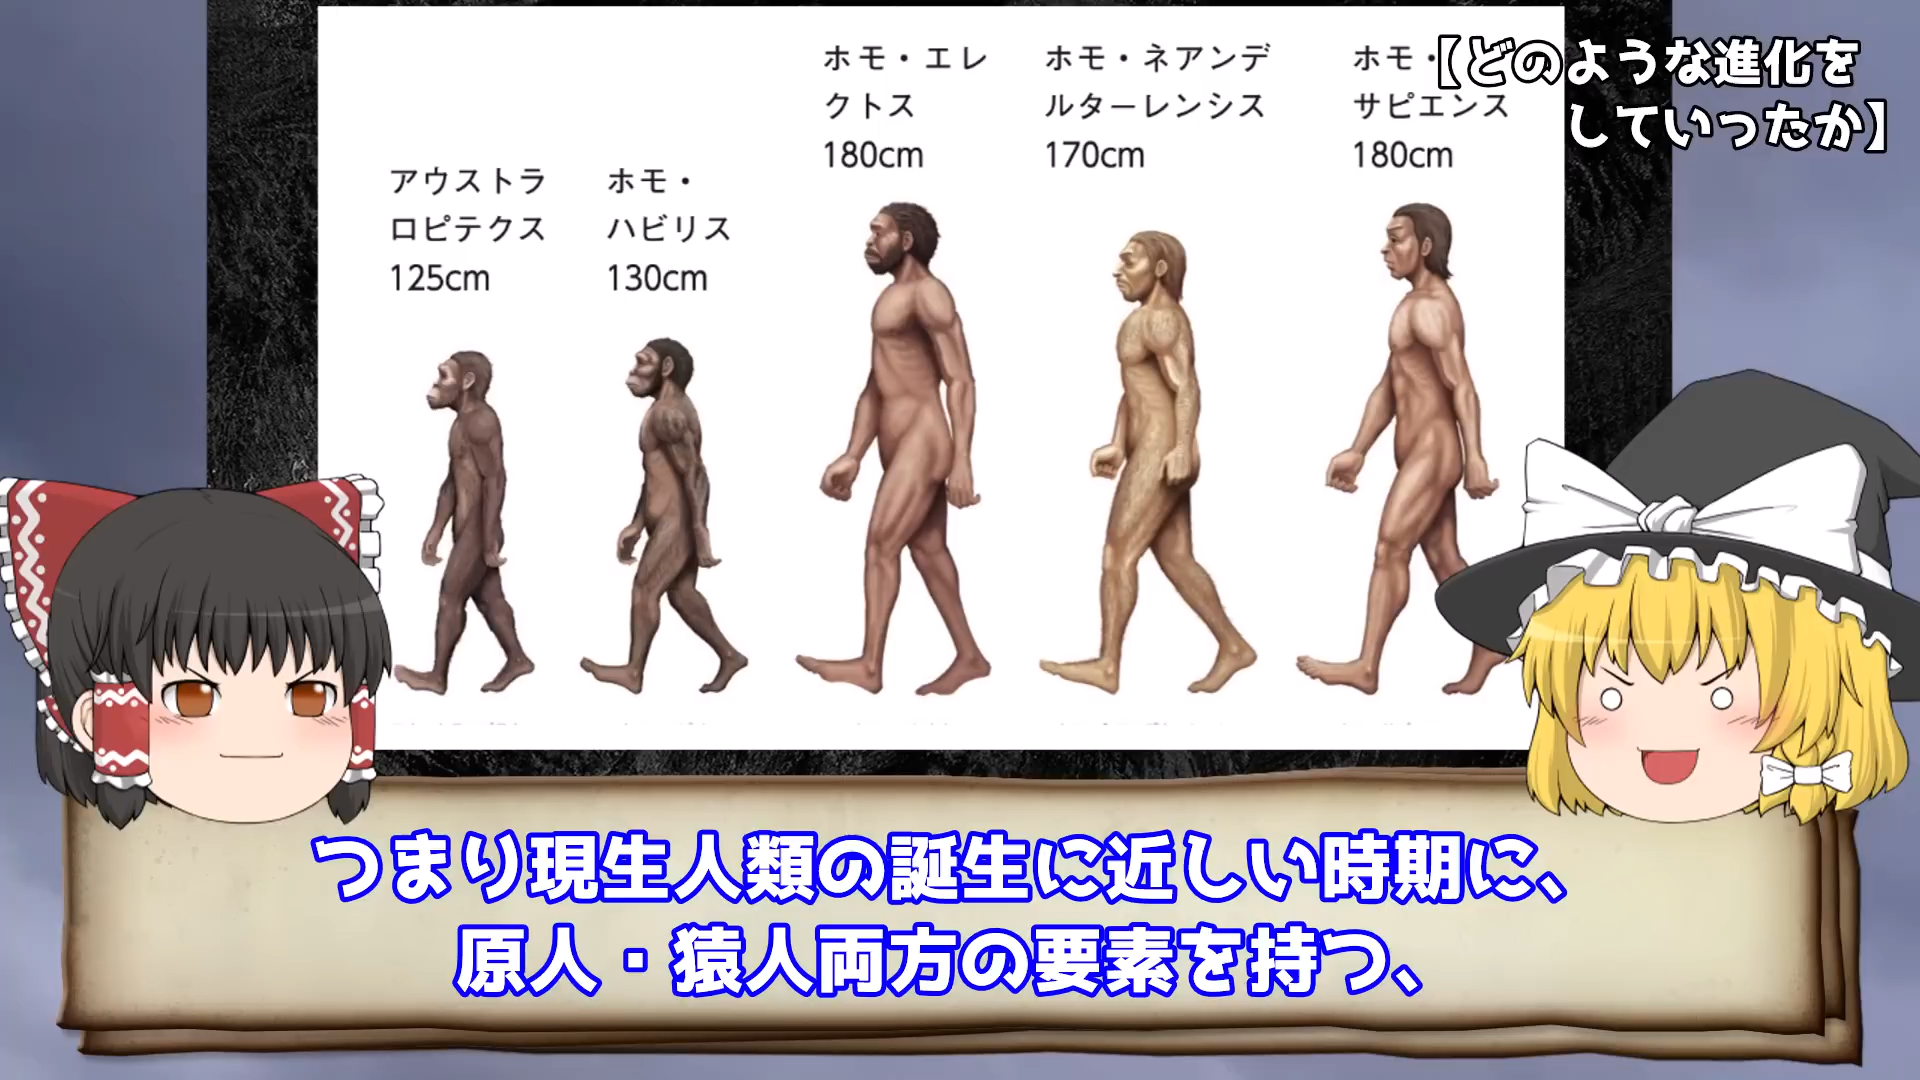 【どのような進化を
していったか】
アウストラ
ロピテクス
125cm
ホモ・
ハビリス
130cm
ホモ・エレ
クトス
180cm
ホモ・ネアンデ
ルターレンシス
170cm
ホモ・
サピエンス
180cm
つまり現生人類の誕生に近しい時期に、
原人・猿人両方の要素を持つ、